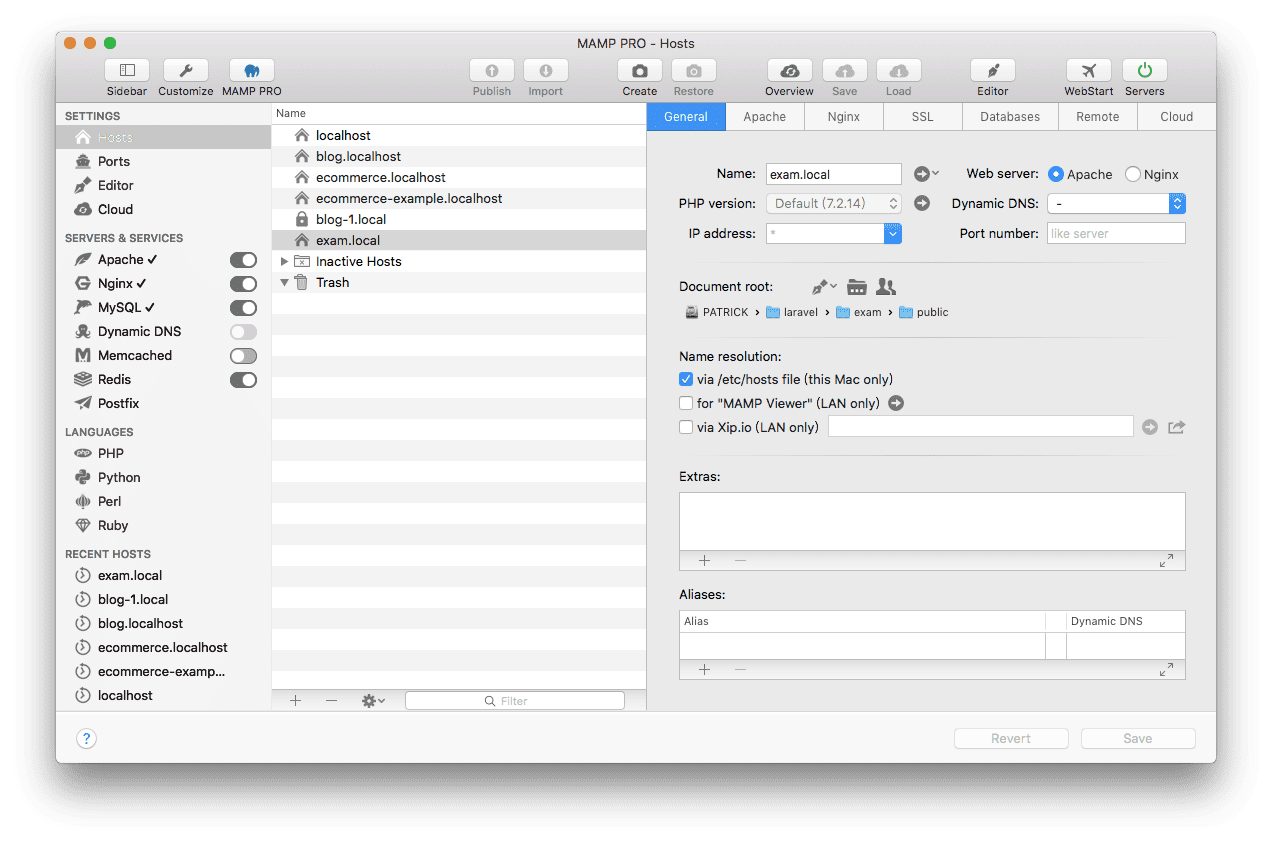 MAMP PRO - Hosts
Sidebar Customize MAMP PRO Publish Import Create Restore Overview Save Load Editor WebStart Servers
SETTINGS
Hosts
Ports
Editor
Cloud
SERVERS & SERVICES
Apache ✓
Nginx ✓
MySQL ✓
Dynamic DNS
Memcached
Redis
Postfix
LANGUAGES
php PHP
Python
Perl
Ruby
RECENT HOSTS
exam.local
blog-1.local
blog.localhost
ecommerce.localhost
ecommerce-examp...
localhost
Name
localhost
blog.localhost
ecommerce.localhost
ecommerce-example.localhost
blog-1.local
exam.local
Inactive Hosts
Trash
Filter
General Apache Nginx SSL Databases Remote Cloud
Name: exam.local Web server: Apache Nginx
PHP version: Default (7.2.14) Dynamic DNS: -
IP address: * Port number: like server
Document root:
PATRICK › laravel › exam › public
Name resolution:
via /etc/hosts file (this Mac only)
for "MAMP Viewer" (LAN only)
via Xip.io (LAN only)
Extras:
Aliases:
Alias Dynamic DNS
? Revert Save